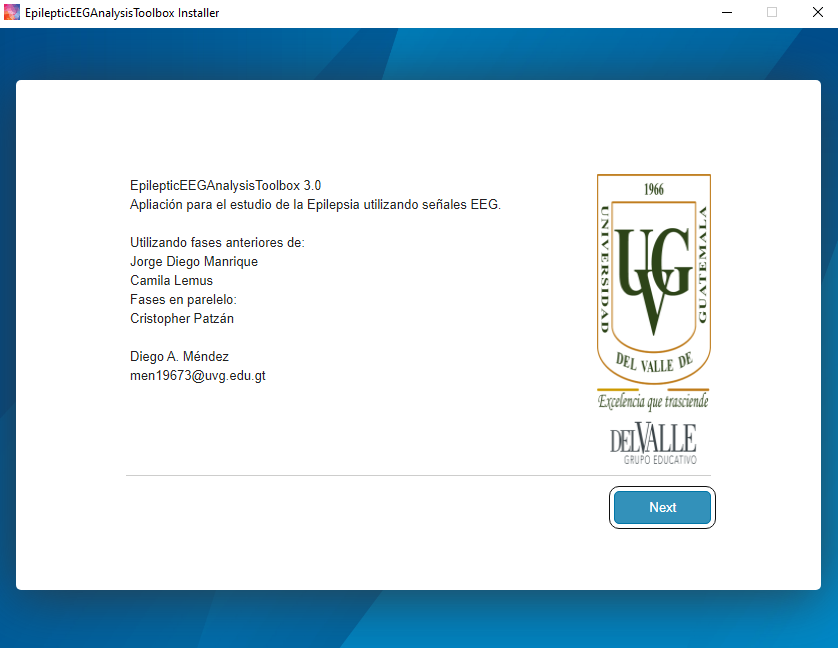 EpilepticEEGAnalysisToolbox Installer
EpilepticEEGAnalysisToolbox 3.0
Apliación para el estudio de la Epilepsia utilizando señales EEG.
Utilizando fases anteriores de:
Jorge Diego Manrique
Camila Lemus
Fases en parelelo:
Cristopher Patzán
Diego A. Méndez
men19673@uvg.edu.gt
1966
UNIVERSIDAD
DEL VALLE DE
GUATEMALA
UVG
Excelencia que trasciende
DELVALLE
GRUPO EDUCATIVO
Next